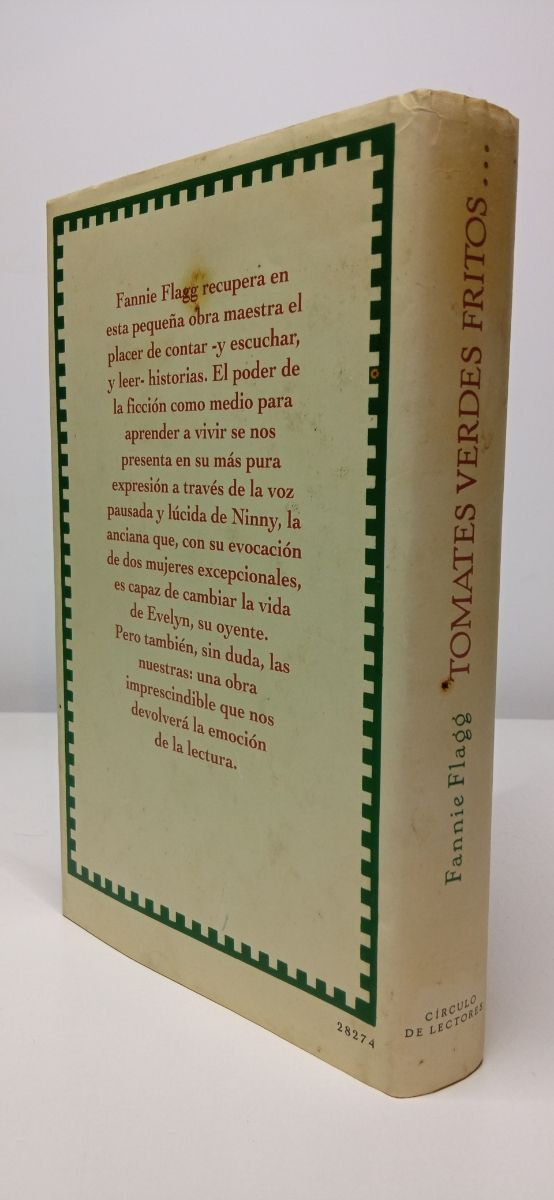 Fannie Flagg recupera en
esta pequeña obra maestra el
placer de contar -y escuchar,
y leer- historias. El poder de
la ficción como medio para
aprender a vivir se nos
presenta en su más pura
expresión a través de la voz
pausada y lúcida de Ninny, la
anciana que, con su evocación
de dos mujeres excepcionales,
es capaz de cambiar la vida
de Evelyn, su oyente.
Pero también, sin duda, las
nuestras: una obra
imprescindible que nos
devolverá la emoción
de la lectura.
28274
Fannie Flagg TOMATES VERDES FRITOS....
CÍRCULO
DE LECTORES